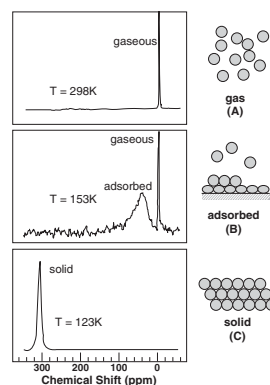 gaseous
T = 298K
gas
(A)
gaseous
adsorbed
T = 153K
adsorbed
(B)
solid
T = 123K
solid
(C)
300 200 100 0
Chemical Shift (ppm)